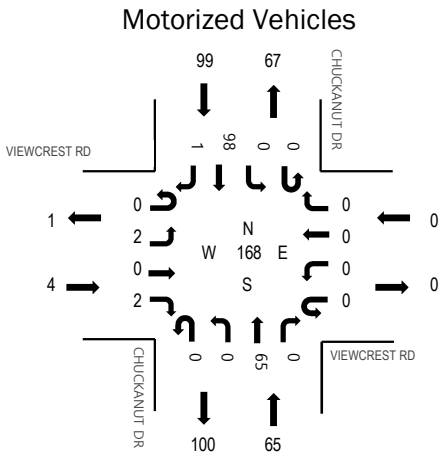 Motorized Vehicles
99 67
CHUCKANUT DR
VIEWCREST RD
1 98 0 0
0 0
1 0
2 0
N
W 168 E
S
0 0
4 0
2 0
0 0 65 0
CHUCKANUT DR
VIEWCREST RD
100 65